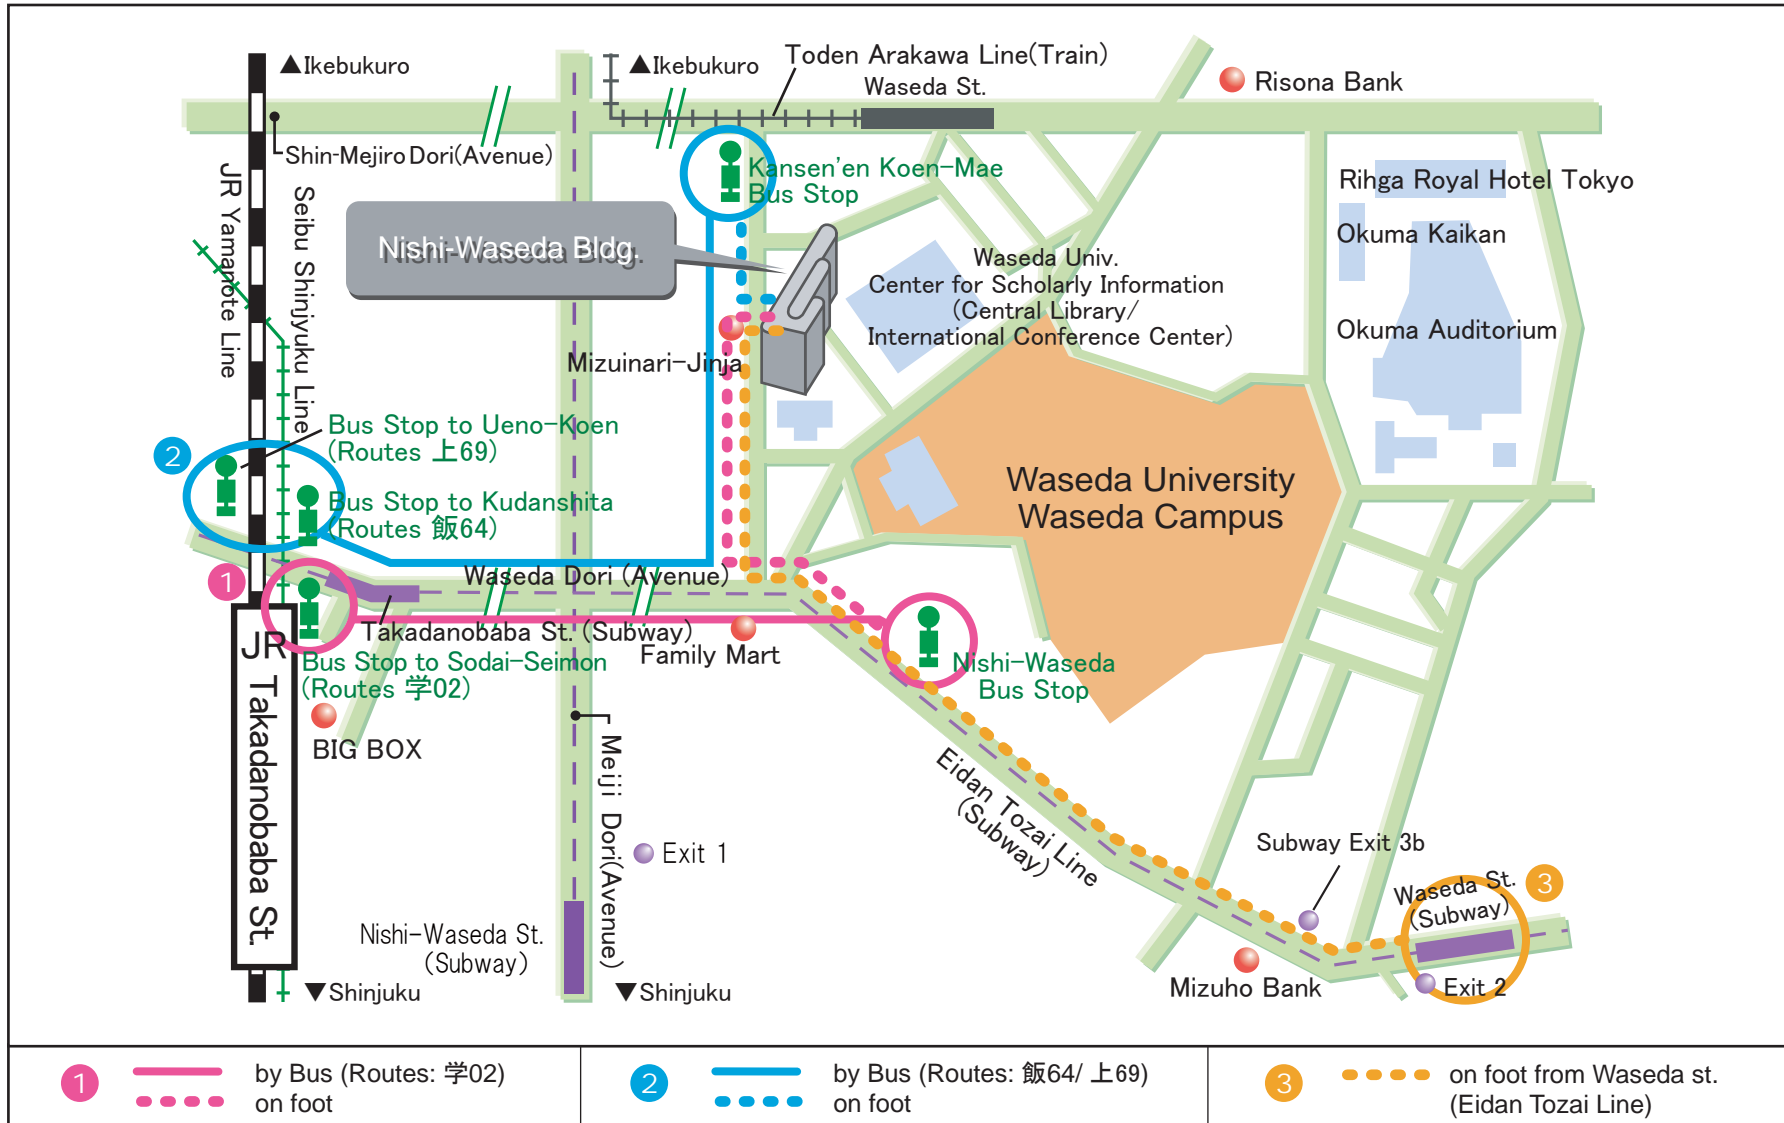 ▲Ikebukuro
▲Ikebukuro
Toden Arakawa Line(Train)
Waseda St.
Risona Bank
Shin-Mejiro Dori(Avenue)
JR Yamanote Line
Seibu Shinjyuku Line
Kansen'en Koen-Mae
Bus Stop
Rihga Royal Hotel Tokyo
Okuma Kaikan
Okuma Auditorium
Nishi-Waseda Bldg.
Waseda Univ.
Center for Scholarly Information
(Central Library/
International Conference Center)
Mizuinari-Jinja
2
Bus Stop to Ueno-Koen
(Routes 上69)
Bus Stop to Kudanshita
(Routes 飯64)
Waseda University
Waseda Campus
1
Waseda Dori (Avenue)
Takadanobaba St. (Subway)
Family Mart
Bus Stop to Sodai-Seimon
(Routes 学02)
Nishi-Waseda
Bus Stop
JR Takadanobaba St.
BIG BOX
Meiji Dori(Avenue)
Exit 1
Eidan Tozai Line
(Subway)
Subway Exit 3b
Waseda St.
(Subway)
3
Nishi-Waseda St.
(Subway)
Mizuho Bank
Exit 2
▼Shinjuku
▼Shinjuku
1
by Bus (Routes: 学02)
on foot
2
by Bus (Routes: 飯64/ 上69)
on foot
3
on foot from Waseda st.
(Eidan Tozai Line)